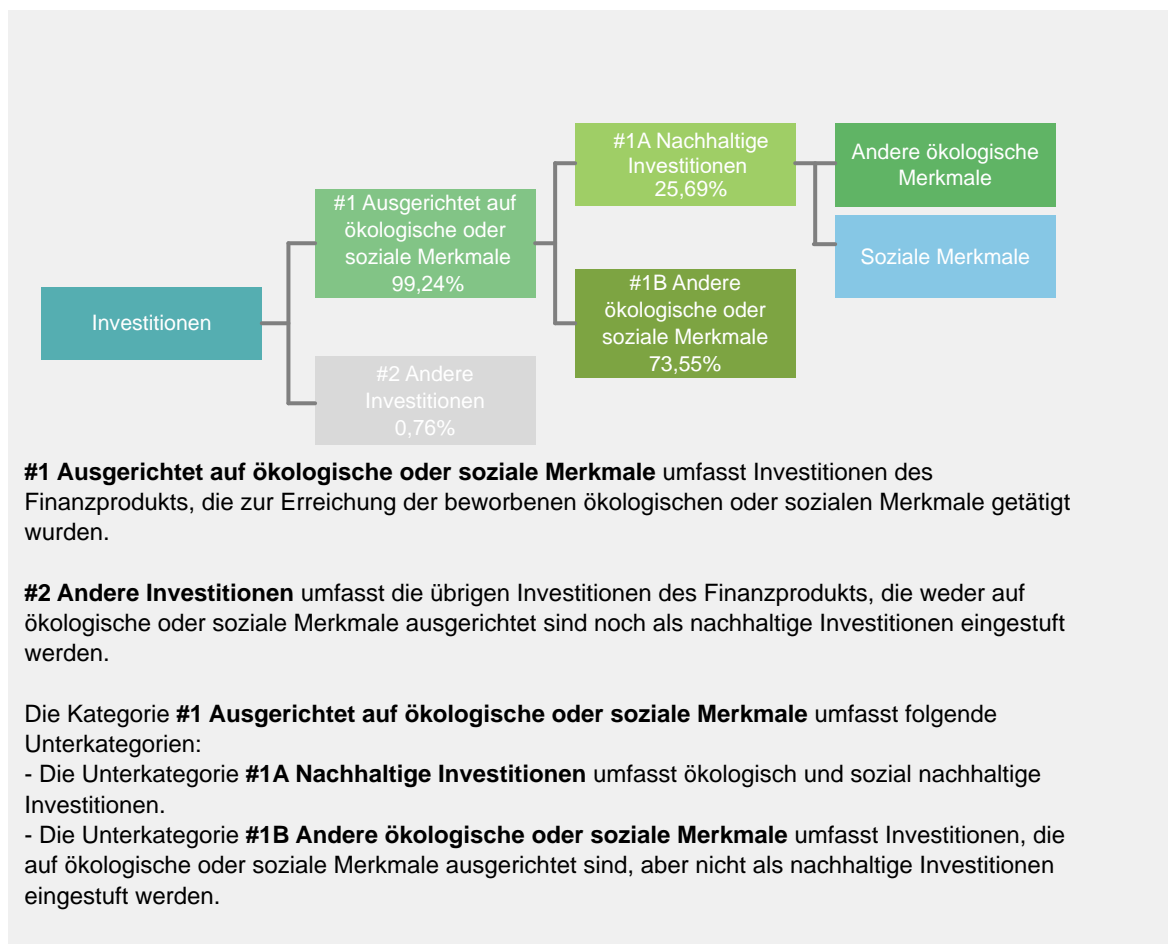 #1A Nachhaltige
Investitionen
25,69%
Andere ökologische
Merkmale
#1 Ausgerichtet auf
ökologische oder
soziale Merkmale
99,24%
Soziale Merkmale
#1B Andere
ökologische oder
soziale Merkmale
73,55%
Investitionen
#2 Andere
Investitionen
0,76%
#1 Ausgerichtet auf ökologische oder soziale Merkmale umfasst Investitionen des
Finanzprodukts, die zur Erreichung der beworbenen ökologischen oder sozialen Merkmale getätigt
wurden.
#2 Andere Investitionen umfasst die übrigen Investitionen des Finanzprodukts, die weder auf
ökologische oder soziale Merkmale ausgerichtet sind noch als nachhaltige Investitionen eingestuft
werden.
Die Kategorie #1 Ausgerichtet auf ökologische oder soziale Merkmale umfasst folgende
Unterkategorien:
- Die Unterkategorie #1A Nachhaltige Investitionen umfasst ökologisch und sozial nachhaltige
Investitionen.
- Die Unterkategorie #1B Andere ökologische oder soziale Merkmale umfasst Investitionen, die
auf ökologische oder soziale Merkmale ausgerichtet sind, aber nicht als nachhaltige Investitionen
eingestuft werden.